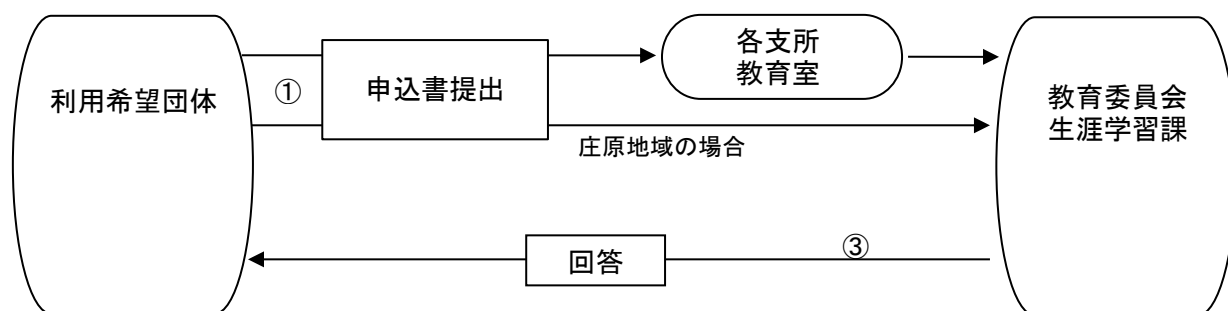 利用希望団体
①
申込書提出
各支所
教育室
教育委員会
生涯学習課
庄原地域の場合
回答
③